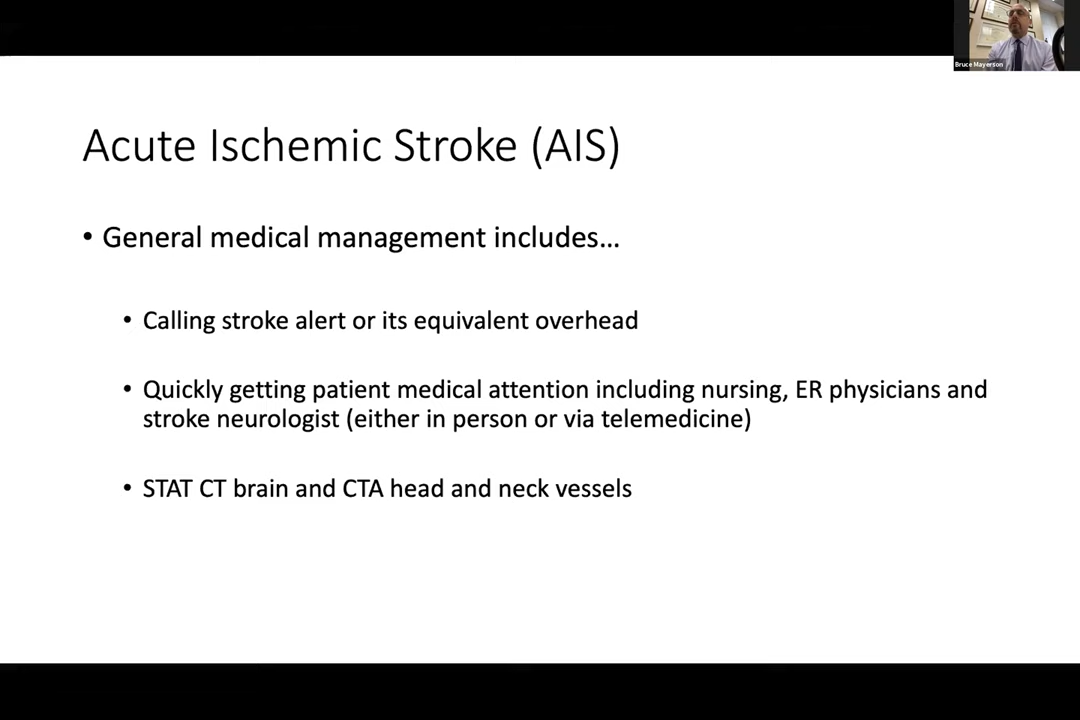 Bruce Mayerson
Acute Ischemic Stroke (AIS)
• General medical management includes...
• Calling stroke alert or its equivalent overhead
• Quickly getting patient medical attention including nursing, ER physicians and
stroke neurologist (either in person or via telemedicine)
• STAT CT brain and CTA head and neck vessels